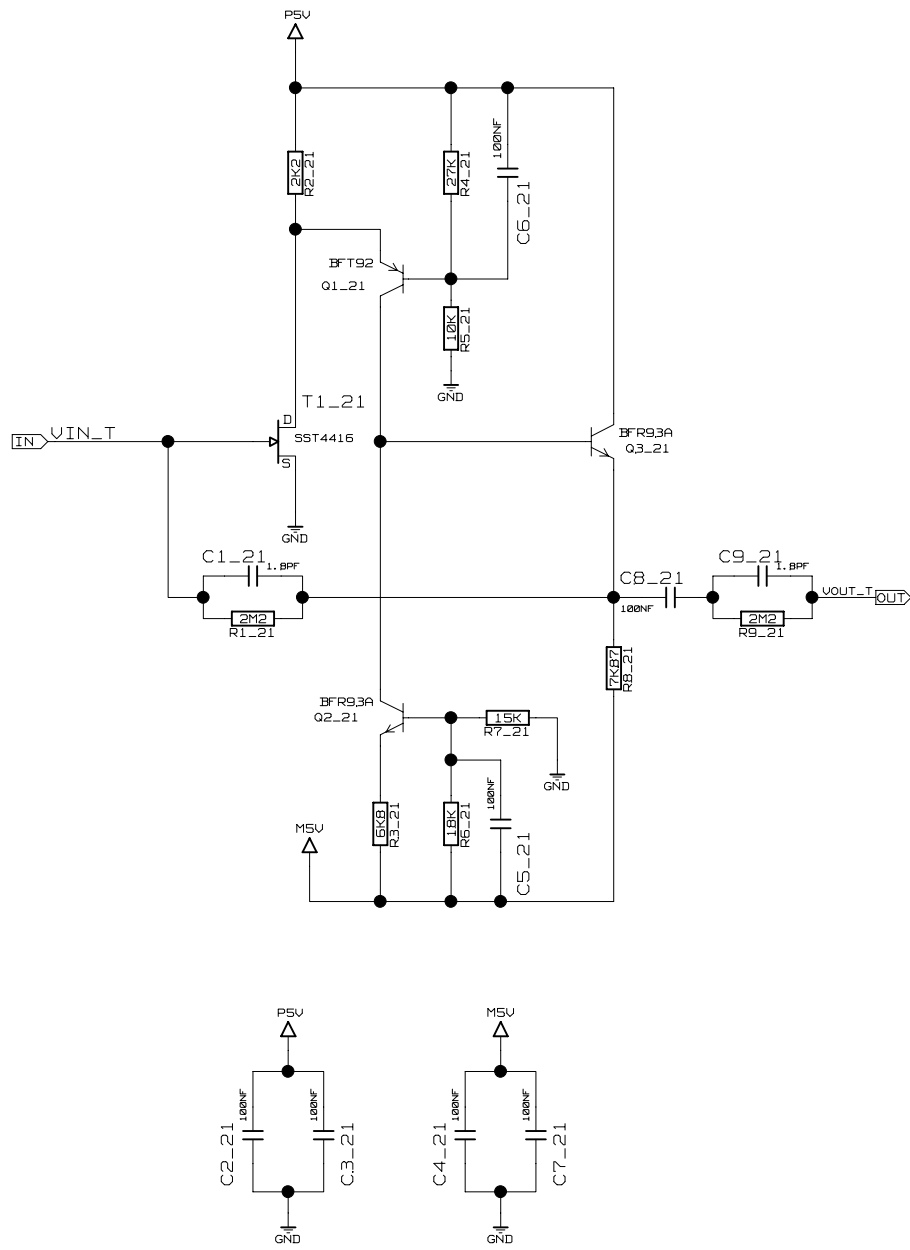 P5V
100NF
2K2
R2_21
27K
R4_21
C6_21
BFT92
Q1_21
10K
R5_21
GND
T1_21
D
SST4416
S
IN
VIN_T
GND
BFR93A
Q3_21
C1_21
1.8PF
2M2
R1_21
C8_21
100NF
C9_21
1.8PF
2M2
R9_21
VOUT_T
OUT
7K87
R8_21
BFR93A
Q2_21
15K
R7_21
GND
100NF
M5V
6K8
R3_21
18K
R6_21
C5_21
P5V
M5V
100NF
C2_21
100NF
C3_21
100NF
C4_21
100NF
C7_21
GND
GND